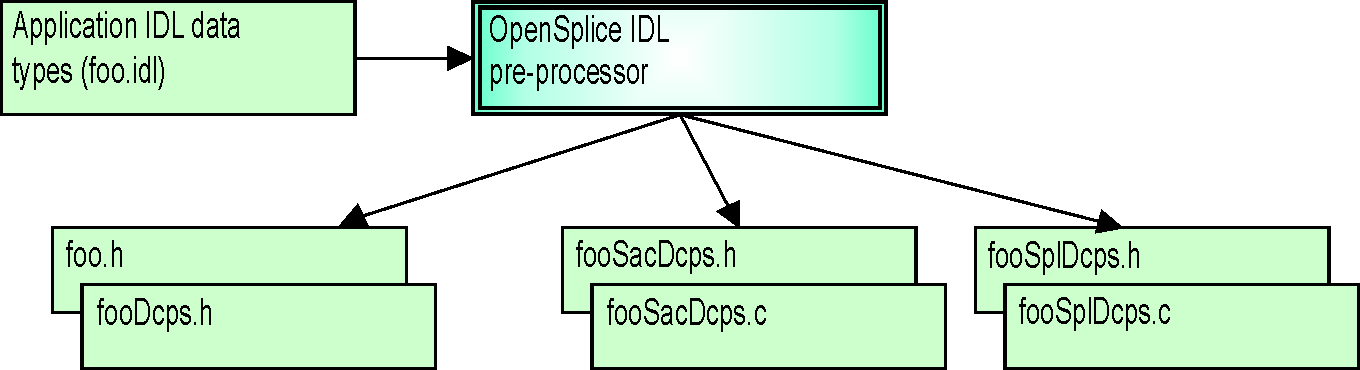 Application IDL data
types (foo.idl)
OpenSplice IDL
pre-processor
foo.h
fooDcps.h
fooSacDcps.h
fooSacDcps.c
fooSplDcps.h
fooSplDcps.c